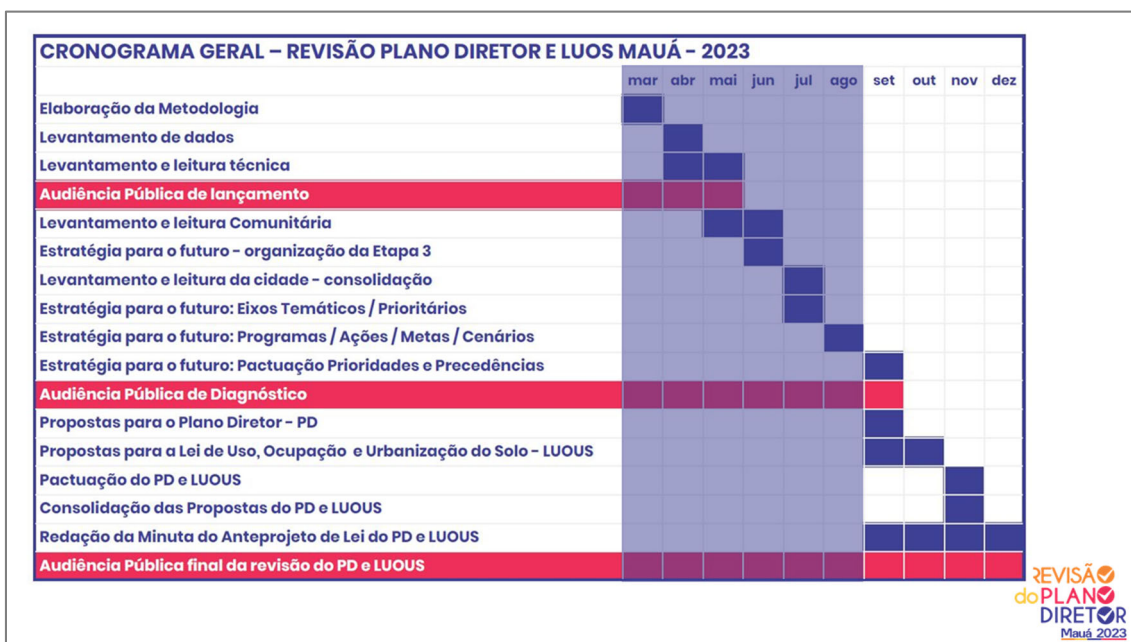 CRONOGRAMA GERAL – REVISÃO PLANO DIRETOR E LUOS MAUÁ - 2023
mar abr mai jun jul ago set out nov dez
Elaboração da Metodologia
Levantamento de dados
Levantamento e leitura técnica
Audiência Pública de lançamento
Levantamento e leitura Comunitária
Estratégia para o futuro - organização da Etapa 3
Levantamento e leitura da cidade - consolidação
Estratégia para o futuro: Eixos Temáticos / Prioritários
Estratégia para o futuro: Programas / Ações / Metas / Cenários
Estratégia para o futuro: Pactuação Prioridades e Precedências
Audiência Pública de Diagnóstico
Propostas para o Plano Diretor - PD
Propostas para a Lei de Uso, Ocupação e Urbanização do Solo - LUOUS
Pactuação do PD e LUOUS
Consolidação das Propostas do PD e LUOUS
Redação da Minuta do Anteprojeto de Lei do PD e LUOUS
Audiência Pública final da revisão do PD e LUOUS
REVISÃO
do PLANO
DIRETOR
Mauá 2023